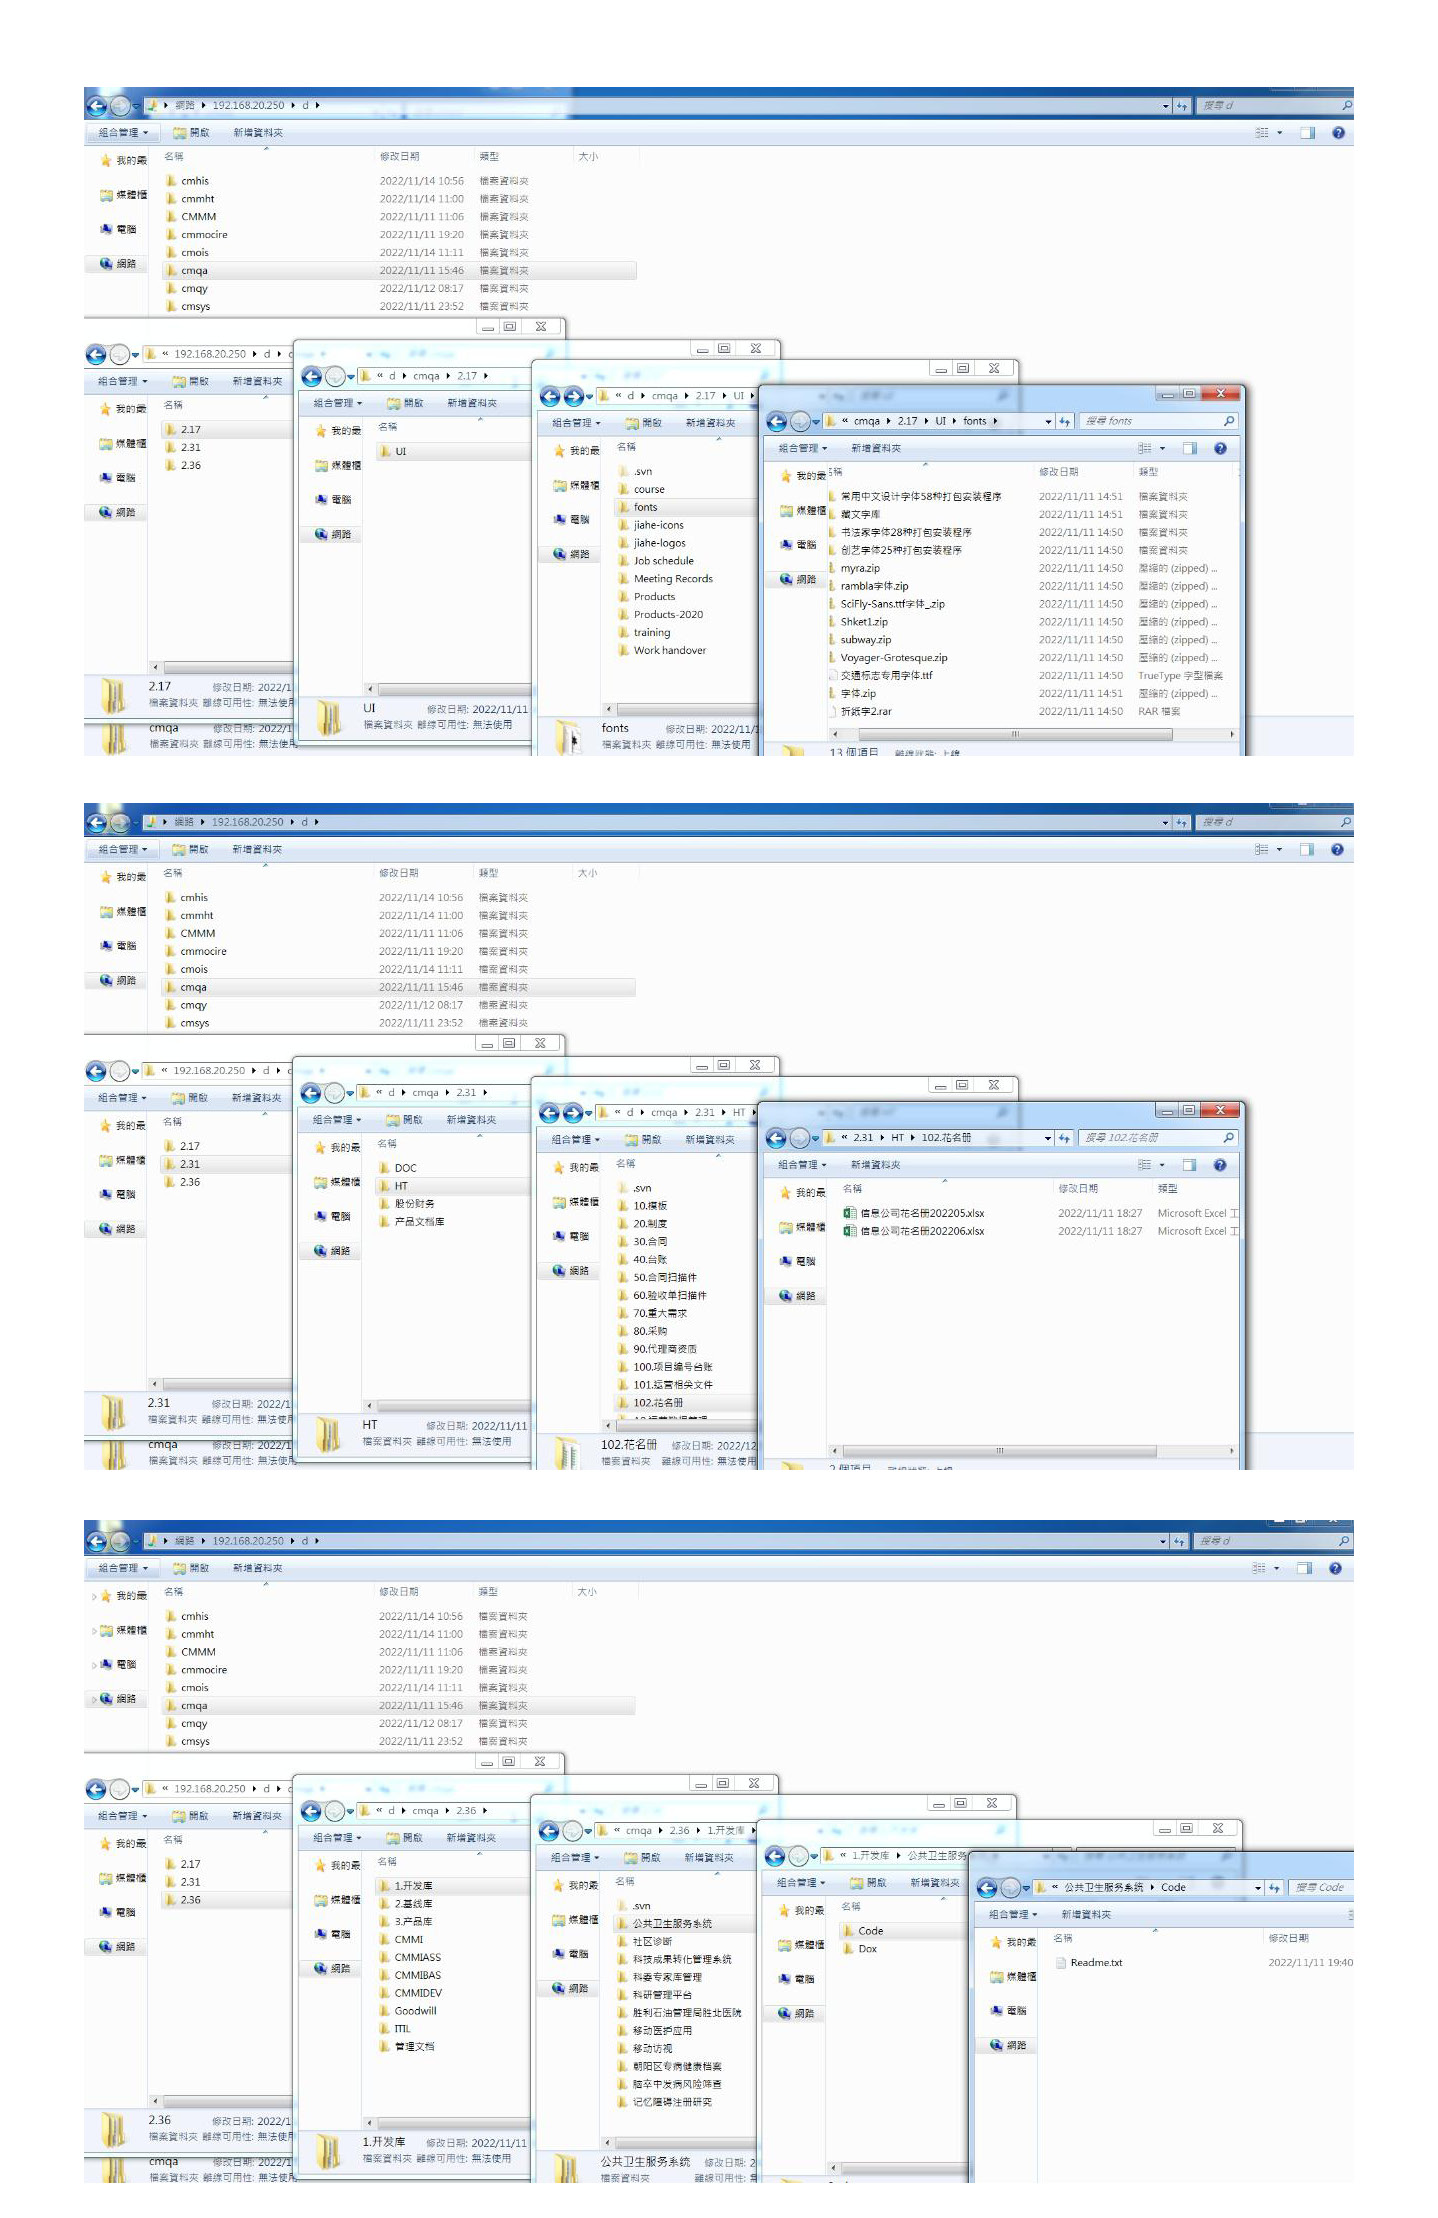 網路 ▸ 192.168.20.250 ▸ d ▸ 搜尋 d
組合管理 開啟 新增資料夾
我的最 名稱 修改日期 類型 大小
cmhis 2022/11/14 10:56 檔案資料夾
媒體櫃 cmmht 2022/11/14 11:00 檔案資料夾
CMMM 2022/11/11 11:06 檔案資料夾
電腦 cmmocire 2022/11/11 19:20 檔案資料夾
cmois 2022/11/14 11:11 檔案資料夾
網路 cmqa 2022/11/11 15:46 檔案資料夾
cmqy 2022/11/12 08:17 檔案資料夾
cmsys 2022/11/11 23:52 檔案資料夾
« 192.168.20.250 ▸ d ▸
組合管理 開啟 新增資料夾
我的最 名稱
2.17
媒體櫃 2.31
2.36
電腦
網路
2.17 修改日期: 2022/1
檔案資料夾 離線可用性: 無法使用
cmqa 修改日期: 2022/1
檔案資料夾 離線可用性: 無法使用
« d ▸ cmqa ▸ 2.17 ▸
組合管理 開啟 新增資料夾
我的最 名稱
UI
媒體櫃
電腦
網路
UI 修改日期: 2022/11/11
檔案資料夾 離線可用性: 無法使用
« d ▸ cmqa ▸ 2.17 ▸ UI ▸
組合管理 開啟 新增資料夾
我的最 名稱
.svn
媒體櫃 course
fonts
電腦 jiahe-icons
jiahe-logos
網路 Job schedule
Meeting Records
Products
Products-2020
training
Work handover
fonts 修改日期: 2022/11/1
檔案資料夾 離線可用性: 無法使用
« cmqa ▸ 2.17 ▸ UI ▸ fonts ▸ 搜尋 fonts
組合管理 新增資料夾
我的最 名稱 修改日期 類型
常用中文设计字体58种打包安装程序 2022/11/11 14:51 檔案資料夾
媒體櫃 藏文字库 2022/11/11 14:51 檔案資料夾
书法家字体28种打包安装程序 2022/11/11 14:50 檔案資料夾
電腦 创艺字体25种打包安装程序 2022/11/11 14:50 檔案資料夾
myra.zip 2022/11/11 14:50 壓縮的 (zipped) ...
網路 rambla字体.zip 2022/11/11 14:50 壓縮的 (zipped) ...
SciFly-Sans.ttf字体_.zip 2022/11/11 14:50 壓縮的 (zipped) ...
Shket1.zip 2022/11/11 14:50 壓縮的 (zipped) ...
subway.zip 2022/11/11 14:50 壓縮的 (zipped) ...
Voyager-Grotesque.zip 2022/11/11 14:50 壓縮的 (zipped) ...
交通标志专用字体.ttf 2022/11/11 14:50 TrueType 字型檔案
字体.zip 2022/11/11 14:51 壓縮的 (zipped) ...
折紙字2.rar 2022/11/11 14:50 RAR 檔案
13 個項目 離線狀態: 上線
網路 ▸ 192.168.20.250 ▸ d ▸ 搜尋 d
組合管理 開啟 新增資料夾
我的最 名稱 修改日期 類型 大小
cmhis 2022/11/14 10:56 檔案資料夾
媒體櫃 cmmht 2022/11/14 11:00 檔案資料夾
CMMM 2022/11/11 11:06 檔案資料夾
電腦 cmmocire 2022/11/11 19:20 檔案資料夾
cmois 2022/11/14 11:11 檔案資料夾
網路 cmqa 2022/11/11 15:46 檔案資料夾
cmqy 2022/11/12 08:17 檔案資料夾
cmsys 2022/11/11 23:52 檔案資料夾
« 192.168.20.250 ▸ d ▸
組合管理 開啟 新增資料夾
我的最 名稱
2.17
媒體櫃 2.31
2.36
電腦
網路
2.31 修改日期: 2022/1
檔案資料夾 離線可用性: 無法使用
cmqa 修改日期: 2022/1
檔案資料夾 離線可用性: 無法使用
« d ▸ cmqa ▸ 2.31 ▸
組合管理 開啟 新增資料夾
我的最 名稱
DOC
媒體櫃 HT
股份财务
電腦 产品文档库
網路
HT 修改日期: 2022/11/11
檔案資料夾 離線可用性: 無法使用
« d ▸ cmqa ▸ 2.31 ▸ HT ▸
組合管理 開啟 新增資料夾
我的最 名稱
.svn
媒體櫃 10.模板
20.制度
電腦 30.合同
40.台账
網路 50.合同扫描件
60.验收单扫描件
70.重大需求
80.采购
90.代理商资质
100.项目编号台账
101.运营相关文件
102.花名册
102.花名册 修改日期: 2022/12
檔案資料夾 離線可用性: 無法使用
« 2.31 ▸ HT ▸ 102.花名册 搜尋 102.花名册
組合管理 新增資料夾
我的最 名稱 修改日期 類型
信息公司花名册202205.xlsx 2022/11/11 18:27 Microsoft Excel 工
媒體櫃 信息公司花名册202206.xlsx 2022/11/11 18:27 Microsoft Excel 工
電腦
網路
2 個項目
網路 ▸ 192.168.20.250 ▸ d ▸ 搜尋 d
組合管理 開啟 新增資料夾
我的最 名稱 修改日期 類型 大小
cmhis 2022/11/14 10:56 檔案資料夾
媒體櫃 cmmht 2022/11/14 11:00 檔案資料夾
CMMM 2022/11/11 11:06 檔案資料夾
電腦 cmmocire 2022/11/11 19:20 檔案資料夾
cmois 2022/11/14 11:11 檔案資料夾
網路 cmqa 2022/11/11 15:46 檔案資料夾
cmqy 2022/11/12 08:17 檔案資料夾
cmsys 2022/11/11 23:52 檔案資料夾
« 192.168.20.250 ▸ d ▸
組合管理 開啟 新增資料夾
我的最 名稱
2.17
媒體櫃 2.31
2.36
電腦
網路
2.36 修改日期: 2022/1
檔案資料夾 離線可用性: 無法使用
cmqa 修改日期: 2022/1
檔案資料夾 離線可用性: 無法使用
« d ▸ cmqa ▸ 2.36 ▸
組合管理 開啟 新增資料夾
我的最 名稱
1.开发库
媒體櫃 2.基线库
3.产品库
電腦 CMMI
CMMIASS
網路 CMMIBAS
CMMIDEV
Goodwill
ITIL
管理文档
1.开发库 修改日期: 2022/11/11
檔案資料夾 離線可用性: 無法使用
« cmqa ▸ 2.36 ▸ 1.开发库 ▸
組合管理 開啟 新增資料夾
我的最 名稱
.svn
媒體櫃 公共卫生服务系统
社区诊断
電腦 科技成果转化管理系统
科委专家库管理
網路 科研管理平台
胜利石油管理局胜北医院
移动医护应用
移动访视
朝阳区专病健康档案
脑卒中发病风险筛查
记忆障碍注册研究
公共卫生服务系统 修改日期: 2
檔案資料夾 離線可用性: 無
« 1.开发库 ▸ 公共卫生服务
組合管理 開啟 新增資料夾
我的最 名稱
Code
媒體櫃 Dox
電腦
網路
« 公共卫生服务系统 ▸ Code 搜尋 Code
組合管理 新增資料夾
我的最 名稱 修改日期
Readme.txt 2022/11/11 19:40
媒體櫃
電腦
網路